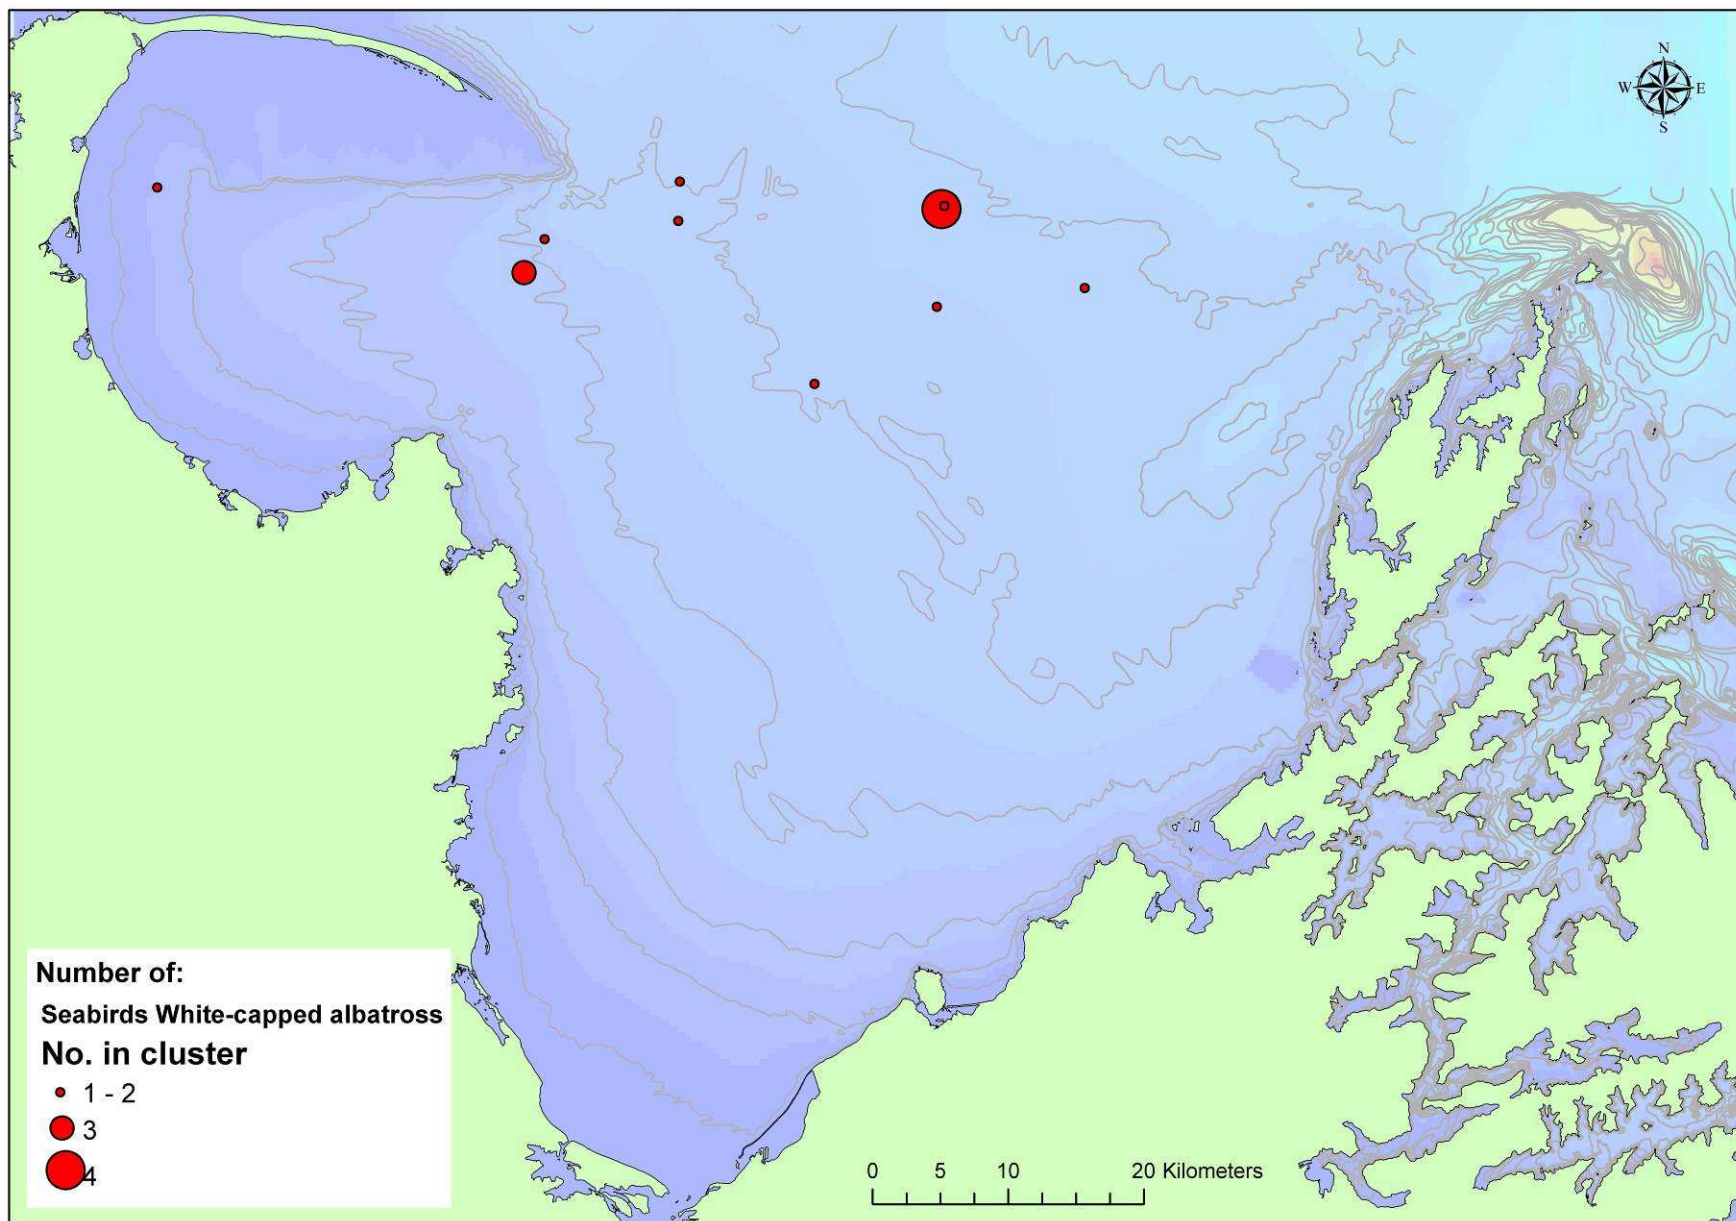 N
W E
S
Number of:
Seabirds White-capped albatross
No. in cluster
1 - 2
3
4
0 5 10 20 Kilometers